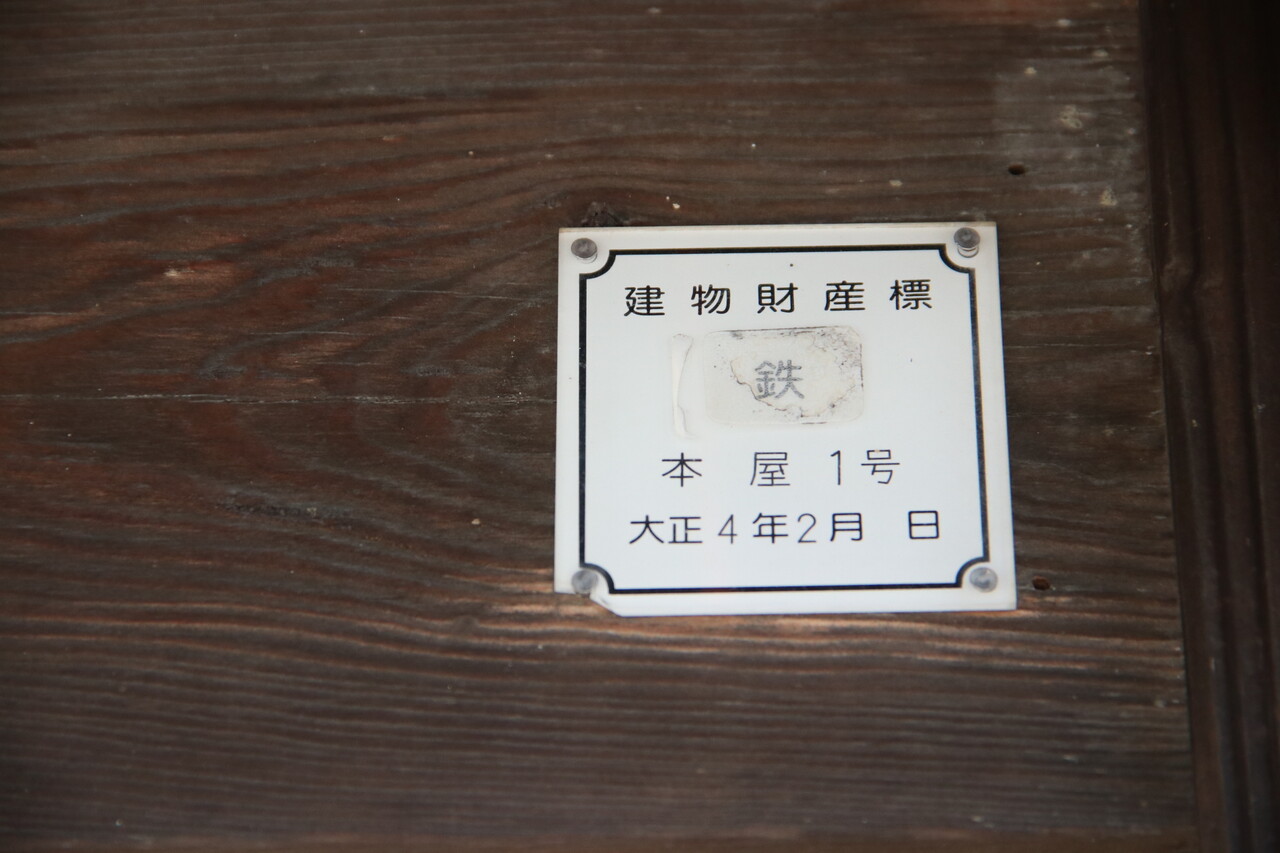 建物財産標
鉄
本屋1号
大正4年2月 日